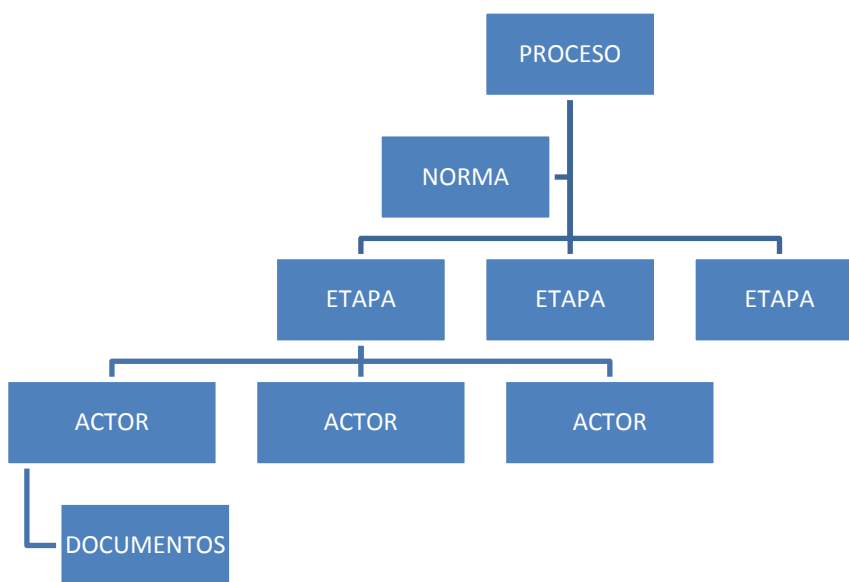 PROCESO
NORMA
ETAPA
ETAPA
ETAPA
ACTOR
ACTOR
ACTOR
DOCUMENTOS